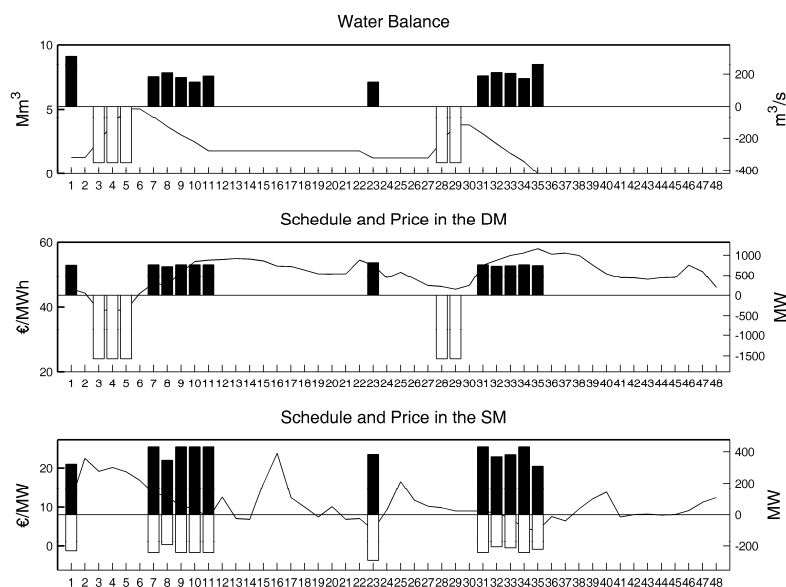 Water Balance
10
5
0
Mm³
200
0
-200
-400
m³/s
1 2 3 4 5 6 7 8 9 10 11 12 13 14 15 16 17 18 19 20 21 22 23 24 25 26 27 28 29 30 31 32 33 34 35 36 37 38 39 40 41 42 43 44 45 46 47 48
Schedule and Price in the DM
60
40
20
€/MWh
1000
500
0
-500
-1000
-1500
MW
1 2 3 4 5 6 7 8 9 10 11 12 13 14 15 16 17 18 19 20 21 22 23 24 25 26 27 28 29 30 31 32 33 34 35 36 37 38 39 40 41 42 43 44 45 46 47 48
Schedule and Price in the SM
20
10
0
€/MW
400
200
0
-200
MW
1 2 3 4 5 6 7 8 9 10 11 12 13 14 15 16 17 18 19 20 21 22 23 24 25 26 27 28 29 30 31 32 33 34 35 36 37 38 39 40 41 42 43 44 45 46 47 48